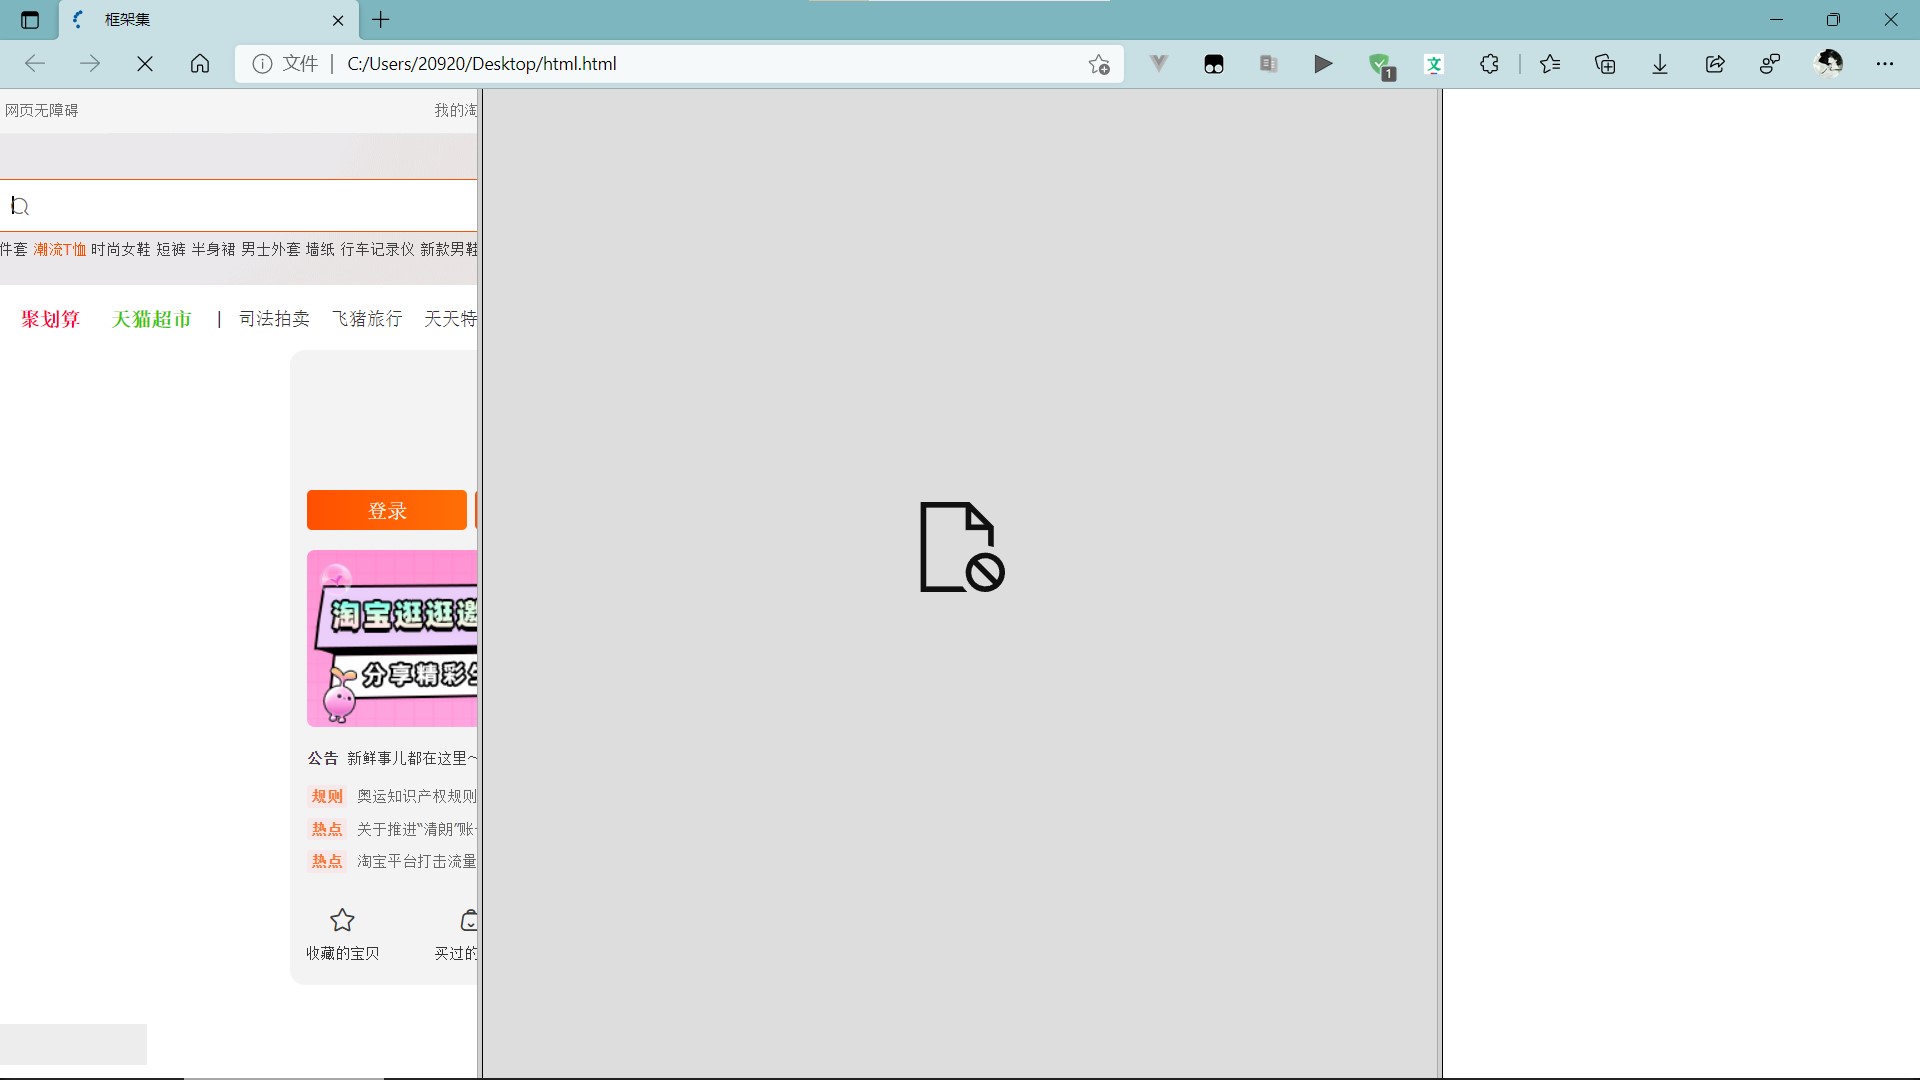 框架集
文件
C:/Users/20920/Desktop/html.html
1
文
网页无障碍
我的淘
件套 潮流T恤 时尚女鞋 短裤 半身裙 男士外套 墙纸 行车记录仪 新款男鞋
聚划算 天猫超市 | 司法拍卖 飞猪旅行 天天特
登录
淘宝逛逛邀
分享精彩生
公告 新鲜事儿都在这里~
规则 奥运知识产权规则
热点 关于推进“清朗”账
热点 淘宝平台打击流量
收藏的宝贝
买过的